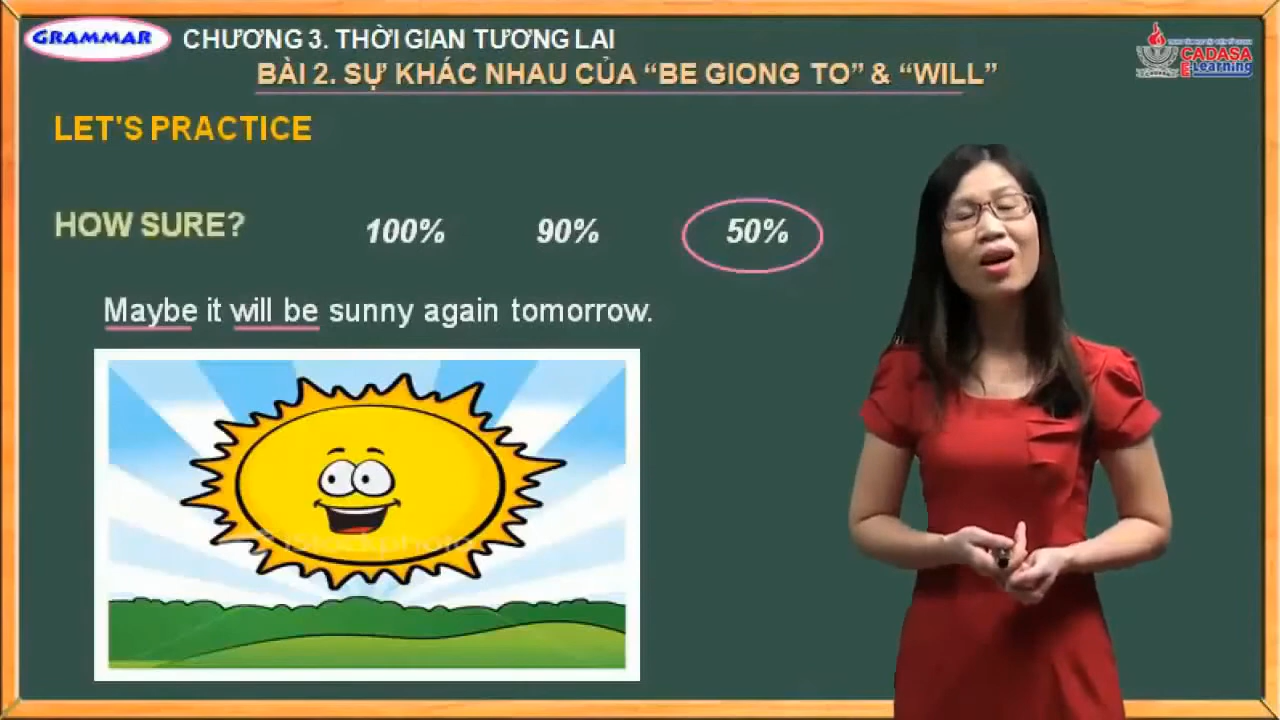 GRAMMAR
CHƯƠNG 3. THỜI GIAN TƯƠNG LAI
BÀI 2. SỰ KHÁC NHAU CỦA “BE GIONG TO” & “WILL”
CADASA
E-Learning
LET'S PRACTICE
HOW SURE? 100% 90% 50%
Maybe it will be sunny again tomorrow.